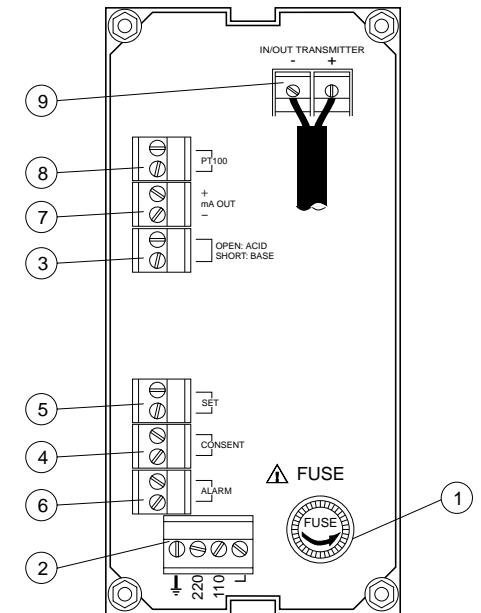 IN/OUT TRANSMITTER
- +
9
8
PT100
7
+
mA OUT
−
3
OPEN: ACID
SHORT: BASE
5
SET
4
CONSENT
6
ALARM
⚠ FUSE
FUSE
1
2
220
110
L